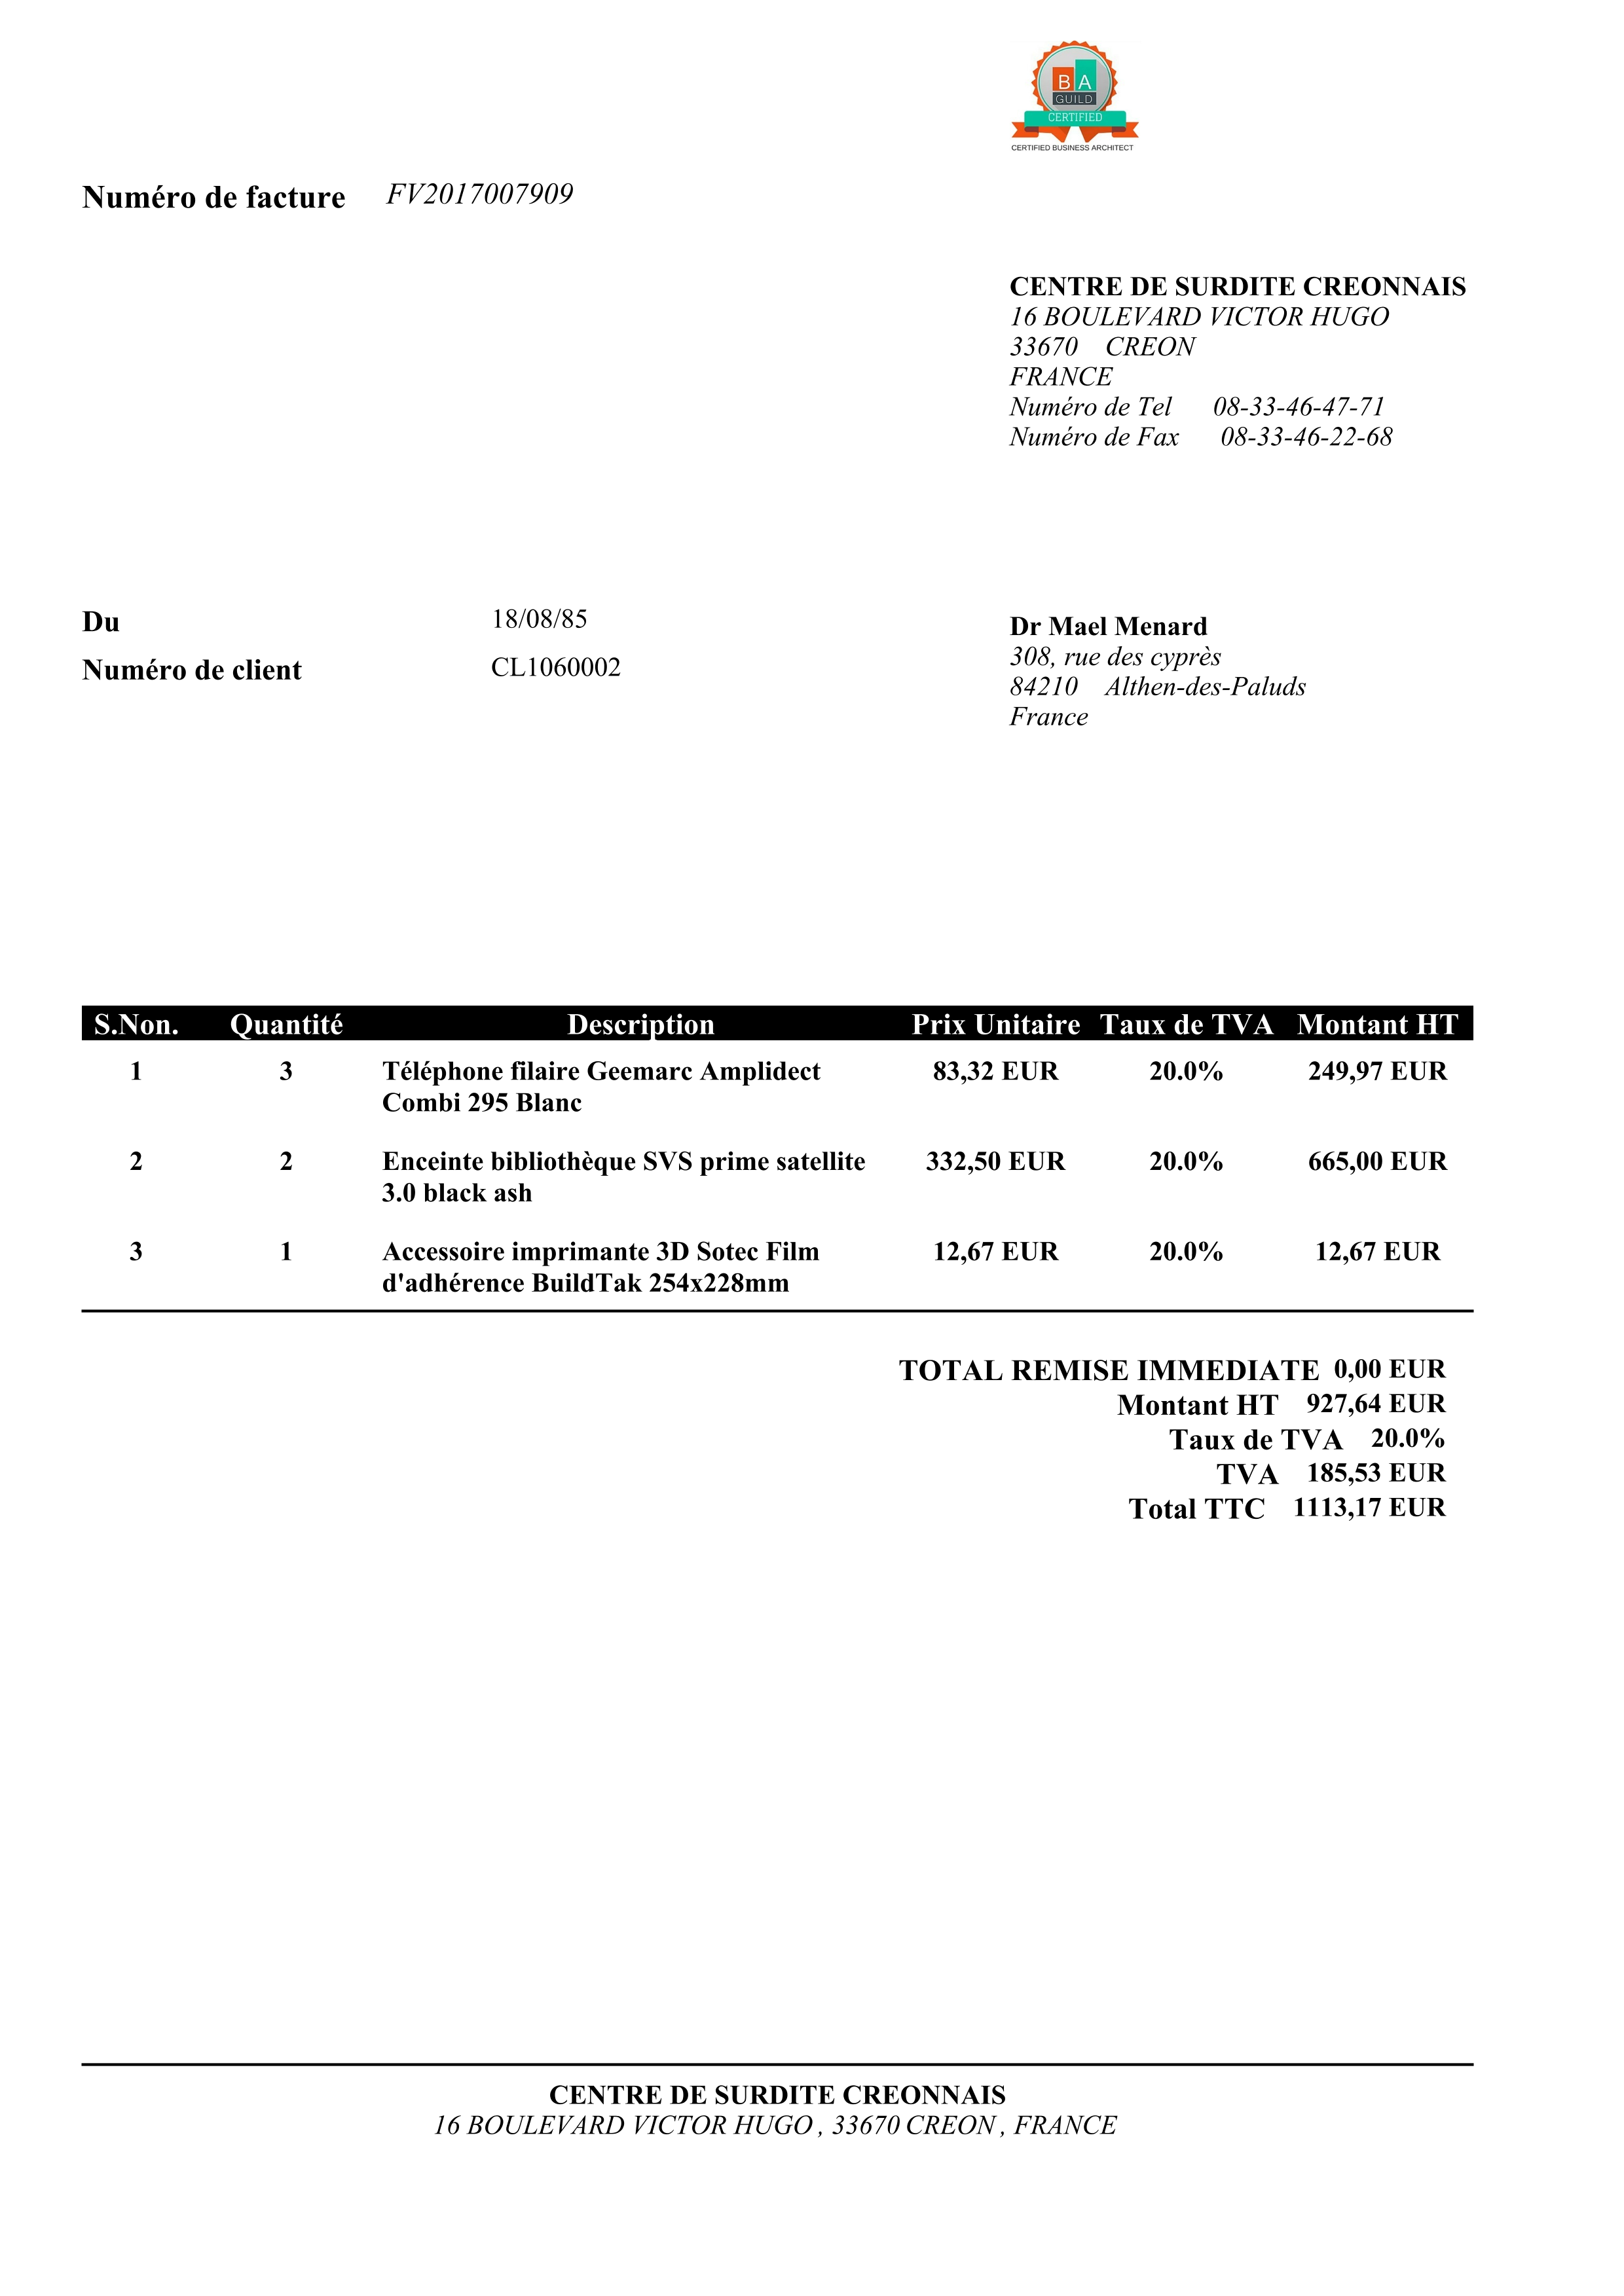 B A
GUILD
CERTIFIED
CERTIFIED BUSINESS ARCHITECT
Numéro de facture FV2017007909
CENTRE DE SURDITE CREONNAIS
16 BOULEVARD VICTOR HUGO
33670 CREON
FRANCE
Numéro de Tel 08-33-46-47-71
Numéro de Fax 08-33-46-22-68
Du 18/08/85
Numéro de client CL1060002
Dr Mael Menard
308, rue des cyprès
84210 Althen-des-Paluds
France
S.Non. Quantité Description Prix Unitaire Taux de TVA Montant HT
1 3 Téléphone filaire Geemarc Amplidect 83,32 EUR 20.0% 249,97 EUR
Combi 295 Blanc
2 2 Enceinte bibliothèque SVS prime satellite 332,50 EUR 20.0% 665,00 EUR
3.0 black ash
3 1 Accessoire imprimante 3D Sotec Film 12,67 EUR 20.0% 12,67 EUR
d'adhérence BuildTak 254x228mm
TOTAL REMISE IMMEDIATE 0,00 EUR
Montant HT 927,64 EUR
Taux de TVA 20.0%
TVA 185,53 EUR
Total TTC 1113,17 EUR
CENTRE DE SURDITE CREONNAIS
16 BOULEVARD VICTOR HUGO , 33670 CREON , FRANCE